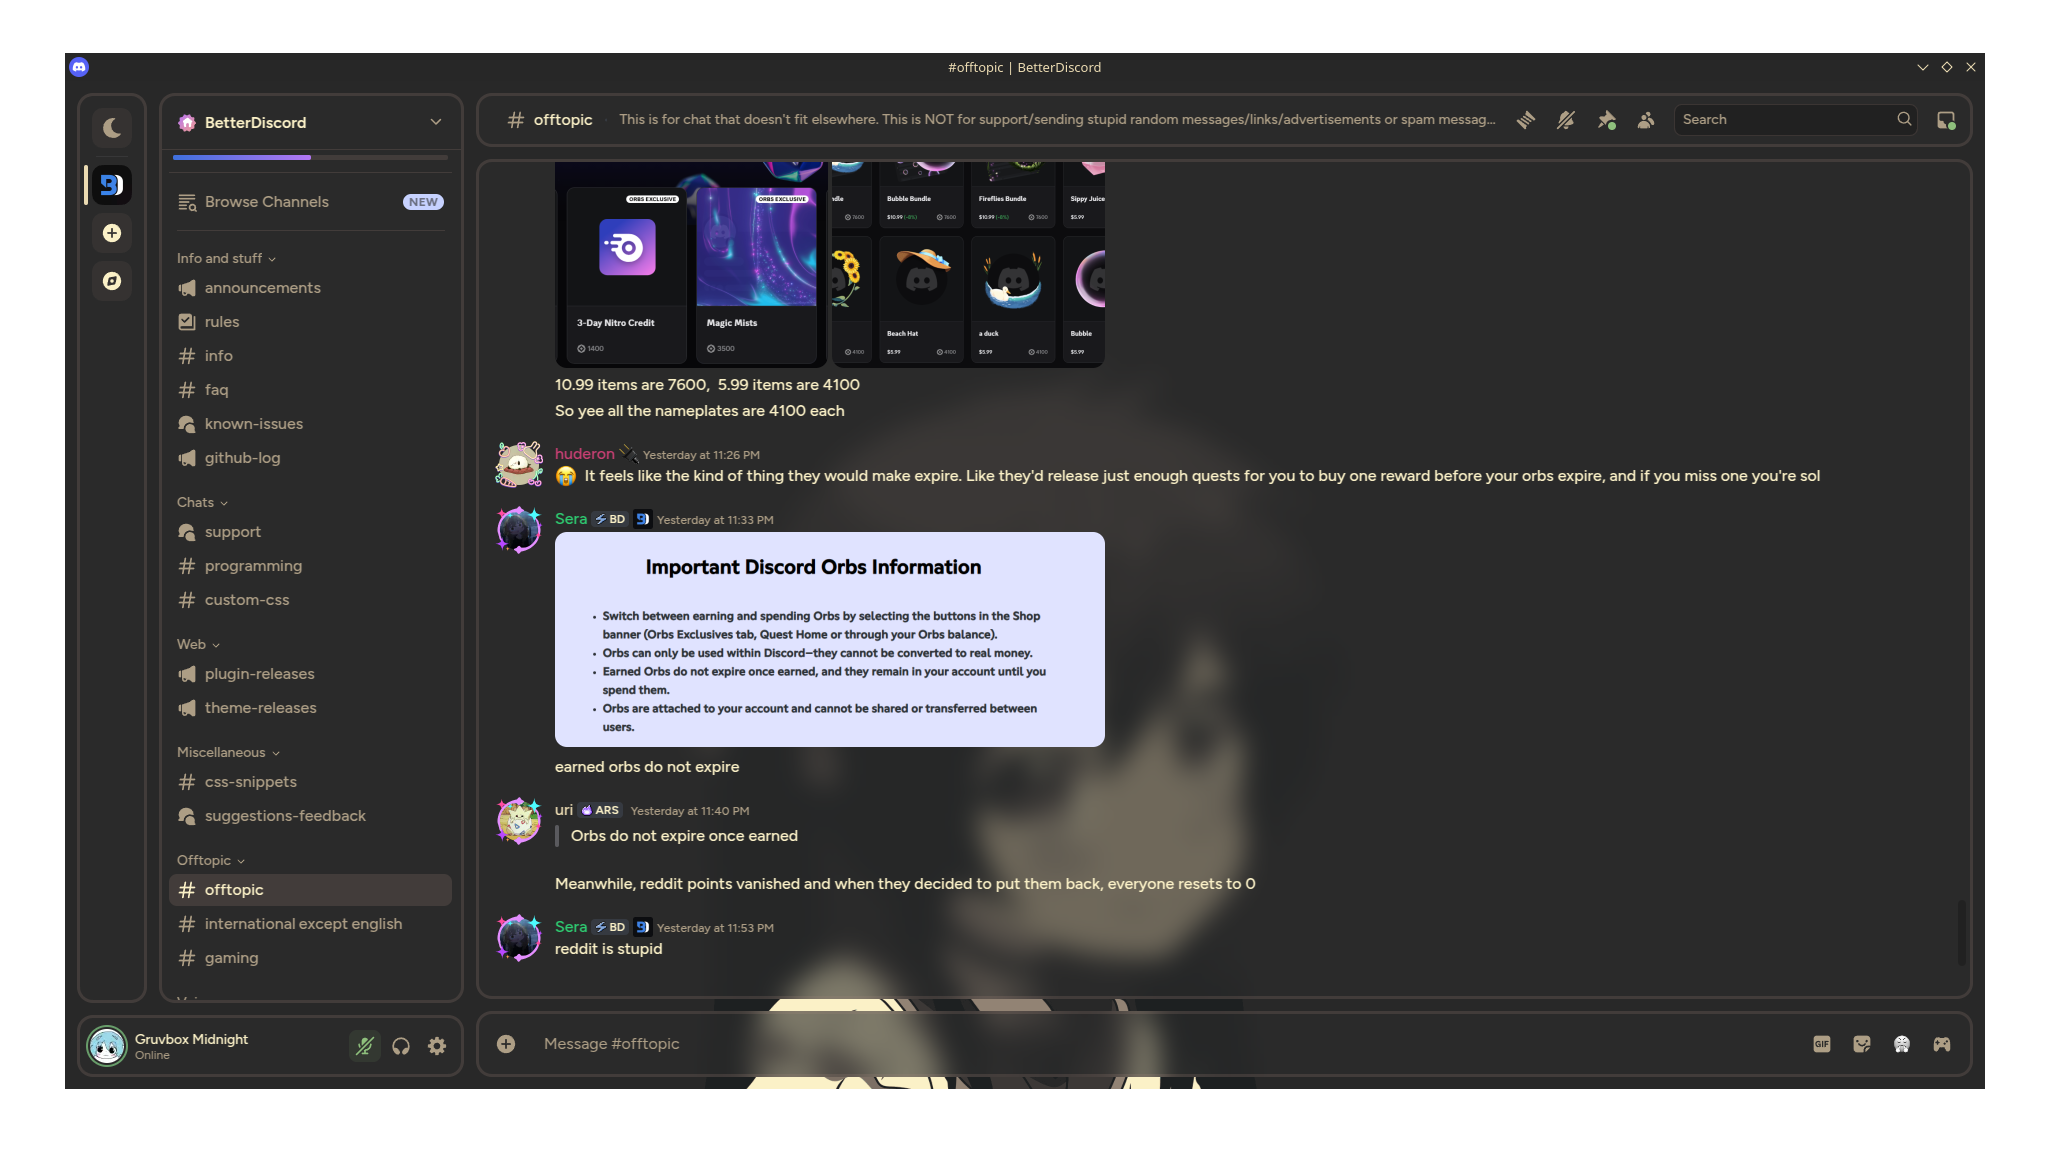 #offtopic | BetterDiscord
BetterDiscord
Browse Channels NEW
Info and stuff
announcements
rules
info
faq
known-issues
github-log
Chats
support
programming
custom-css
Web
plugin-releases
theme-releases
Miscellaneous
css-snippets
suggestions-feedback
Offtopic
offtopic
international except english
gaming
Gruvbox Midnight
Online
offtopic This is for chat that doesn't fit elsewhere. This is NOT for support/sending stupid random messages/links/advertisements or spam messag...
Search
ORBS EXCLUSIVE ORBS EXCLUSIVE
3-Day Nitro Credit Magic Mists
1400 3500
Bubble Bundle Fireflies Bundle Sippy Juice
7600 $10.99 (-8%) 7600 $10.99 (-8%) 7600 $5.99
Beach Hat a duck Bubble
4100 $5.99 4100 $5.99 4100 $5.99
10.99 items are 7600, 5.99 items are 4100
So yee all the nameplates are 4100 each
huderon Yesterday at 11:26 PM
It feels like the kind of thing they would make expire. Like they'd release just enough quests for you to buy one reward before your orbs expire, and if you miss one you're sol
Sera BD Yesterday at 11:33 PM
Important Discord Orbs Information
• Switch between earning and spending Orbs by selecting the buttons in the Shop
banner (Orbs Exclusives tab, Quest Home or through your Orbs balance).
• Orbs can only be used within Discord–they cannot be converted to real money.
• Earned Orbs do not expire once earned, and they remain in your account until you
spend them.
• Orbs are attached to your account and cannot be shared or transferred between
users.
earned orbs do not expire
uri ARS Yesterday at 11:40 PM
Orbs do not expire once earned
Meanwhile, reddit points vanished and when they decided to put them back, everyone resets to 0
Sera BD Yesterday at 11:53 PM
reddit is stupid
Message #offtopic
GIF